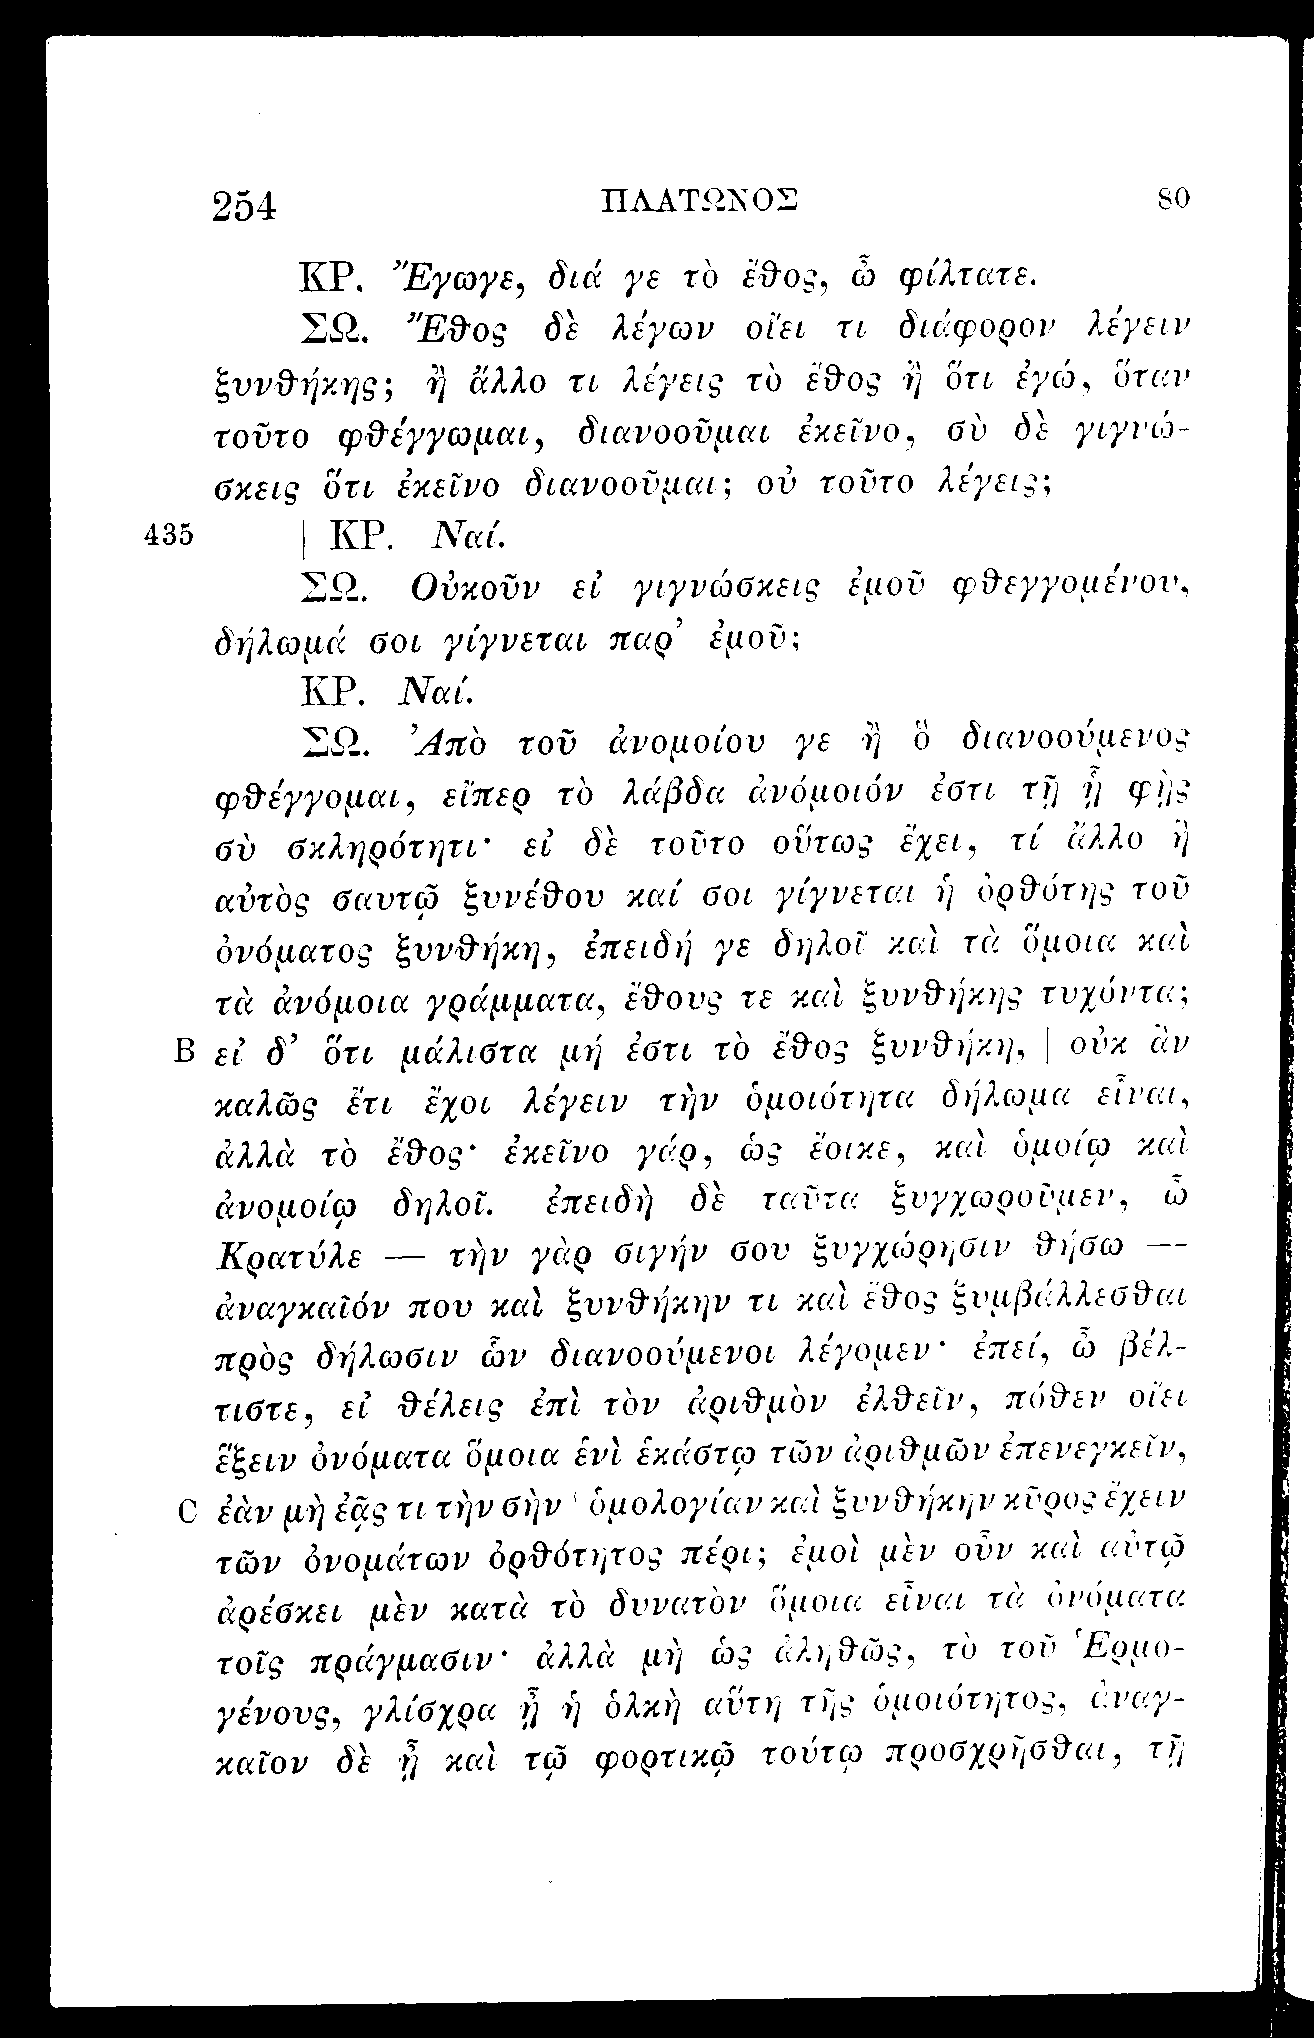 254 ΠΛΑΤΩΝΟΣ 80
ΚΡ. Ἔγωγε, διά γε τὸ ἔθος, ὦ φίλτατε.
ΣΩ. Ἔθος δὲ λέγων οἴει τι διάφορον λέγειν
ξυνθήκης; ἢ ἄλλο τι λέγεις τὸ ἔθος ἢ ὅτι ἐγώ, ὅταν
τοῦτο φθέγγωμαι, διανοοῦμαι ἐκεῖνο, σὺ δὲ γιγνώ-
σκεις ὅτι ἐκεῖνο διανοοῦμαι; οὐ τοῦτο λέγεις;
435 | ΚΡ. Ναί.
ΣΩ. Οὐκοῦν εἰ γιγνώσκεις ἐμοῦ φθεγγομένου,
δήλωμά σοι γίγνεται παρ’ ἐμοῦ;
ΚΡ. Ναί.
ΣΩ. Ἀπὸ τοῦ ἀνομοίου γε ἢ ὃ διανοούμενος
φθέγγομαι, εἴπερ τὸ λάβδα ἀνόμοιόν ἐστι τῇ ᾗ φῂς
σὺ σκληρότητι· εἰ δὲ τοῦτο οὕτως ἔχει, τί ἄλλο ἢ
αὐτὸς σαυτῷ ξυνέθου καί σοι γίγνεται ἡ ὀρθότης τοῦ
ὀνόματος ξυνθήκη, ἐπειδή γε δηλοῖ καὶ τὰ ὅμοια καὶ
τὰ ἀνόμοια γράμματα, ἔθους τε καὶ ξυνθήκης τυχόντα;
B εἰ δ’ ὅτι μάλιστα μή ἐστι τὸ ἔθος ξυνθήκη, | οὐκ ἂν
καλῶς ἔτι ἔχοι λέγειν τὴν ὁμοιότητα δήλωμα εἶναι,
ἀλλὰ τὸ ἔθος· ἐκεῖνο γάρ, ὡς ἔοικε, καὶ ὁμοίῳ καὶ
ἀνομοίῳ δηλοῖ. ἐπειδὴ δὲ ταῦτα ξυγχωροῦμεν, ὦ
Κρατύλε — τὴν γὰρ σιγήν σου ξυγχώρησιν θήσω —
ἀναγκαῖόν που καὶ ξυνθήκην τι καὶ ἔθος ξυμβάλλεσθαι
πρὸς δήλωσιν ὧν διανοούμενοι λέγομεν· ἐπεί, ὦ βέλ-
τιστε, εἰ θέλεις ἐπὶ τὸν ἀριθμὸν ἐλθεῖν, πόθεν οἴει
ἕξειν ὀνόματα ὅμοια ἑνὶ ἑκάστῳ τῶν ἀριθμῶν ἐπενεγκεῖν,
C ἐὰν μὴ ἐᾷς τι τὴν σὴν | ὁμολογίαν καὶ ξυνθήκην κῦρος ἔχειν
τῶν ὀνομάτων ὀρθότητος πέρι; ἐμοὶ μὲν οὖν καὶ αὐτῷ
ἀρέσκει μὲν κατὰ τὸ δυνατὸν ὅμοια εἶναι τὰ ὀνόματα
τοῖς πράγμασιν· ἀλλὰ μὴ ὡς ἀληθῶς, τὸ τοῦ Ἑρμο-
γένους, γλίσχρα ᾖ ἡ ὁλκὴ αὕτη τῆς ὁμοιότητος, ἀναγ-
καῖον δὲ ᾖ καὶ τῷ φορτικῷ τούτῳ προσχρῆσθαι, τῇ